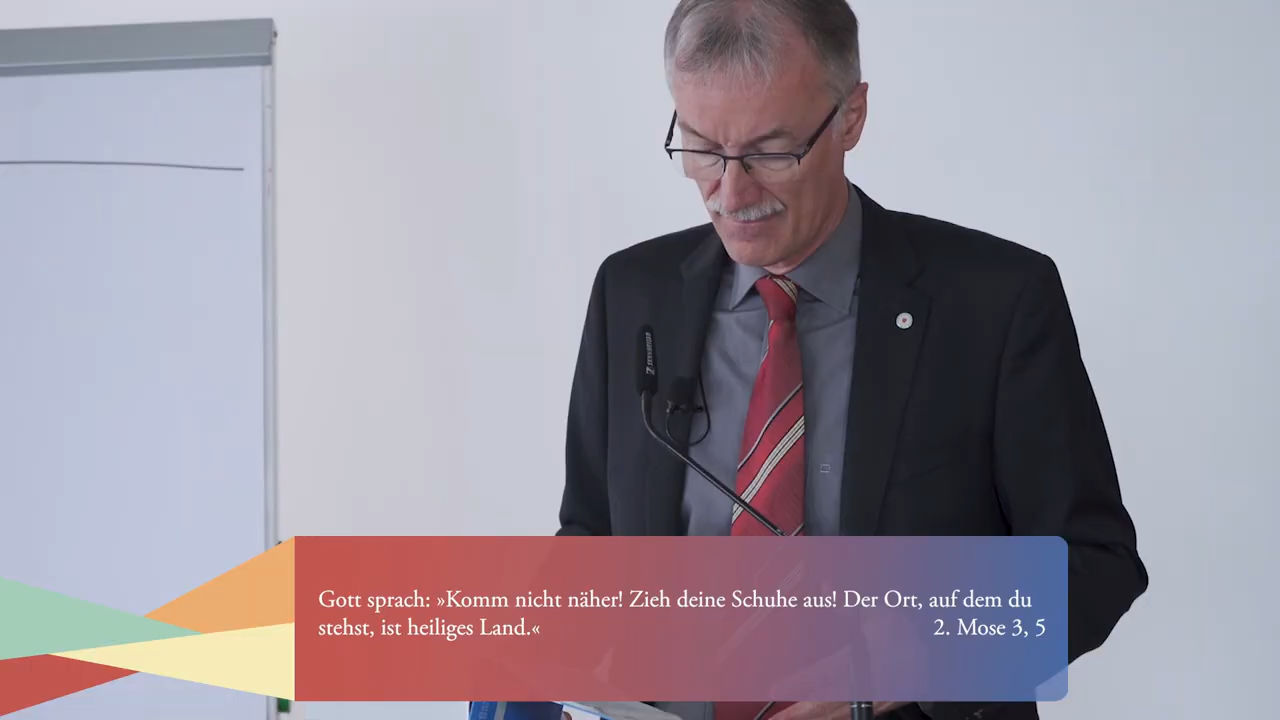 Gott sprach: »Komm nicht näher! Zieh deine Schuhe aus! Der Ort, auf dem du
stehst, ist heiliges Land.« 2. Mose 3, 5